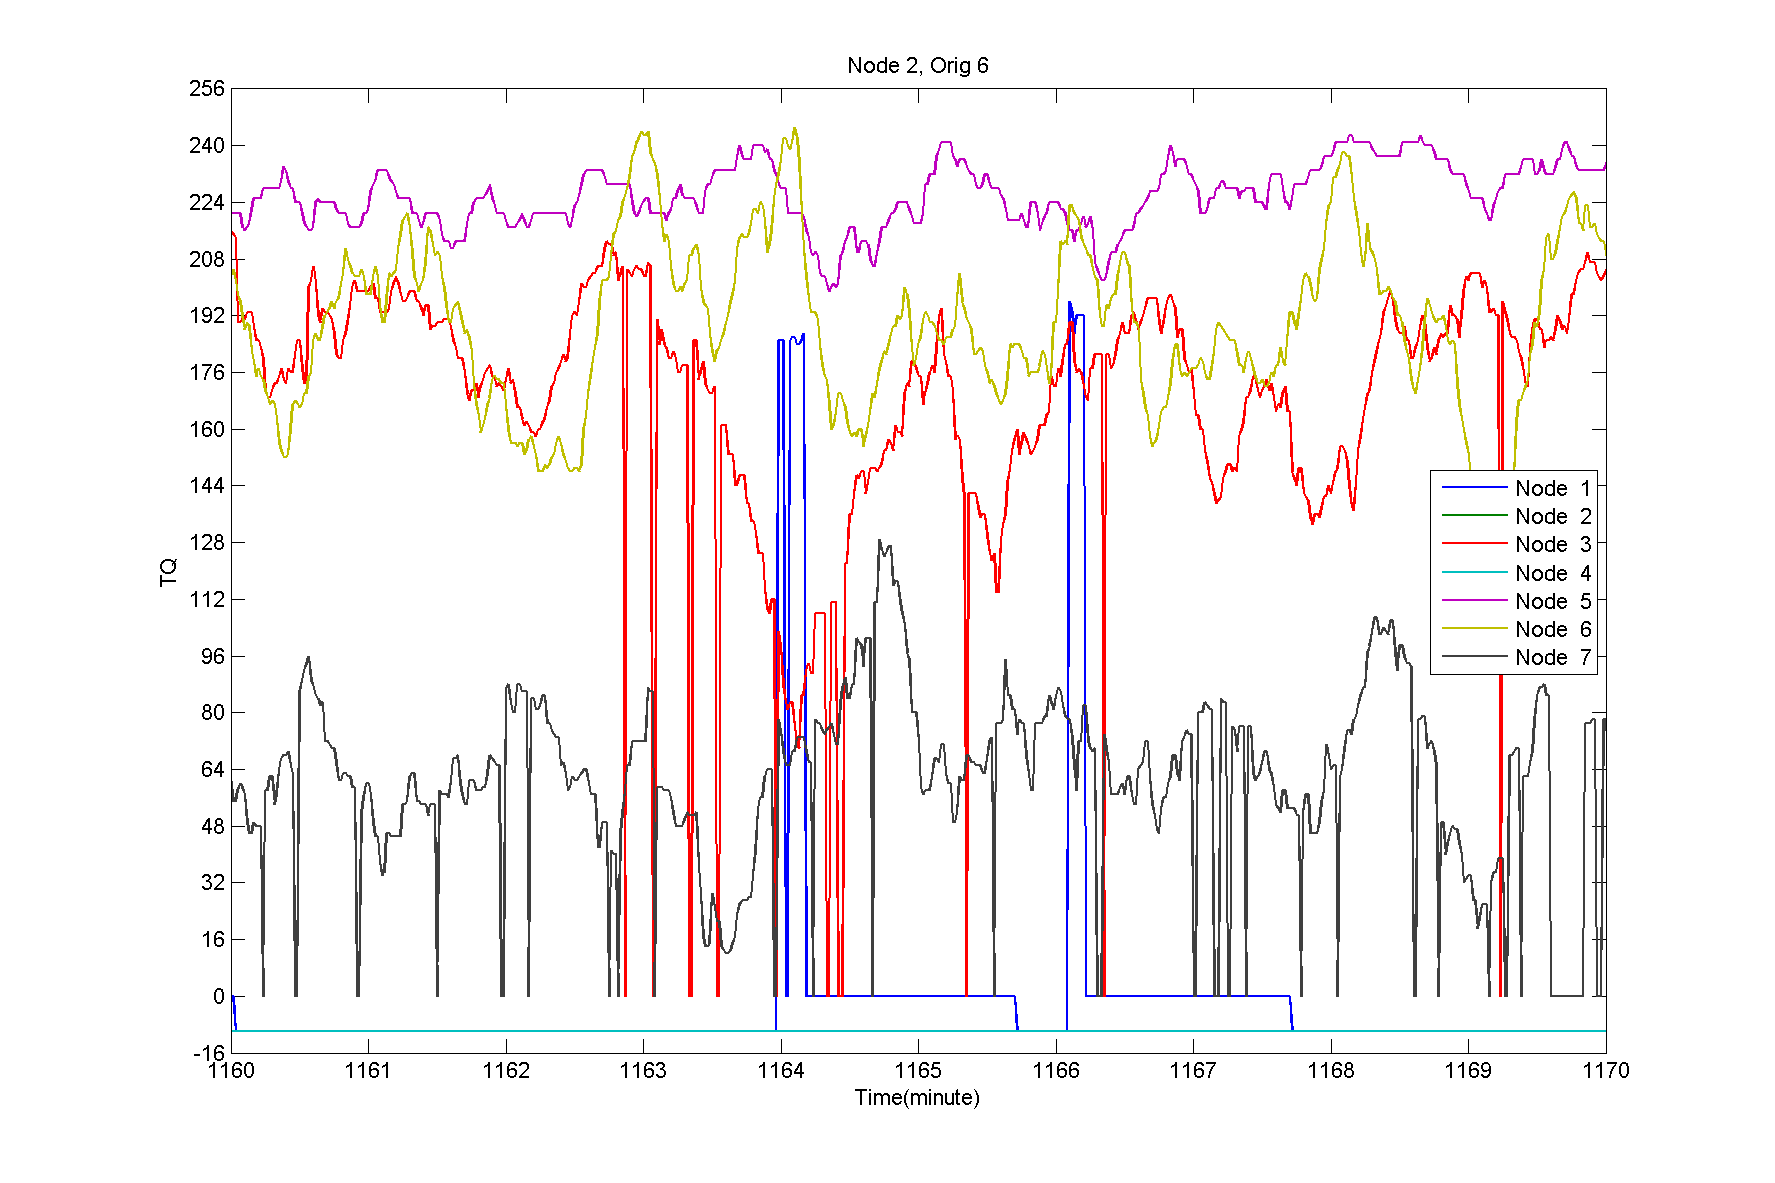 Node 2, Orig 6
256
240
224
208
192
176
160
144
128
112
96
80
64
48
32
16
0
-16
TQ
Node 1
Node 2
Node 3
Node 4
Node 5
Node 6
Node 7
1160 1161 1162 1163 1164 1165 1166 1167 1168 1169 1170
Time(minute)